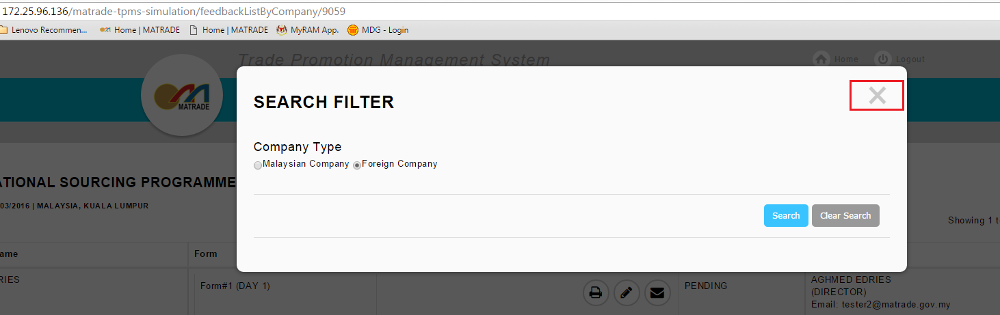 172.25.96.136/matrade-tpms-simulation/feedbackListByCompany/9059
Lenovo Recommen... Home | MATRADE Home | MATRADE MyRAM App. MDG - Login
Trade Promotion Management System
Home Logout
MATRADE
SEARCH FILTER
Company Type
Malaysian Company Foreign Company
ATIONAL SOURCING PROGRAMME
03/2016 | MALAYSIA, KUALA LUMPUR
Search Clear Search
Showing 1 t
ame Form
RIES Form#1 (DAY 1) PENDING AGHMED EDRIES
(DIRECTOR)
Email: tester2@matrade.gov.my